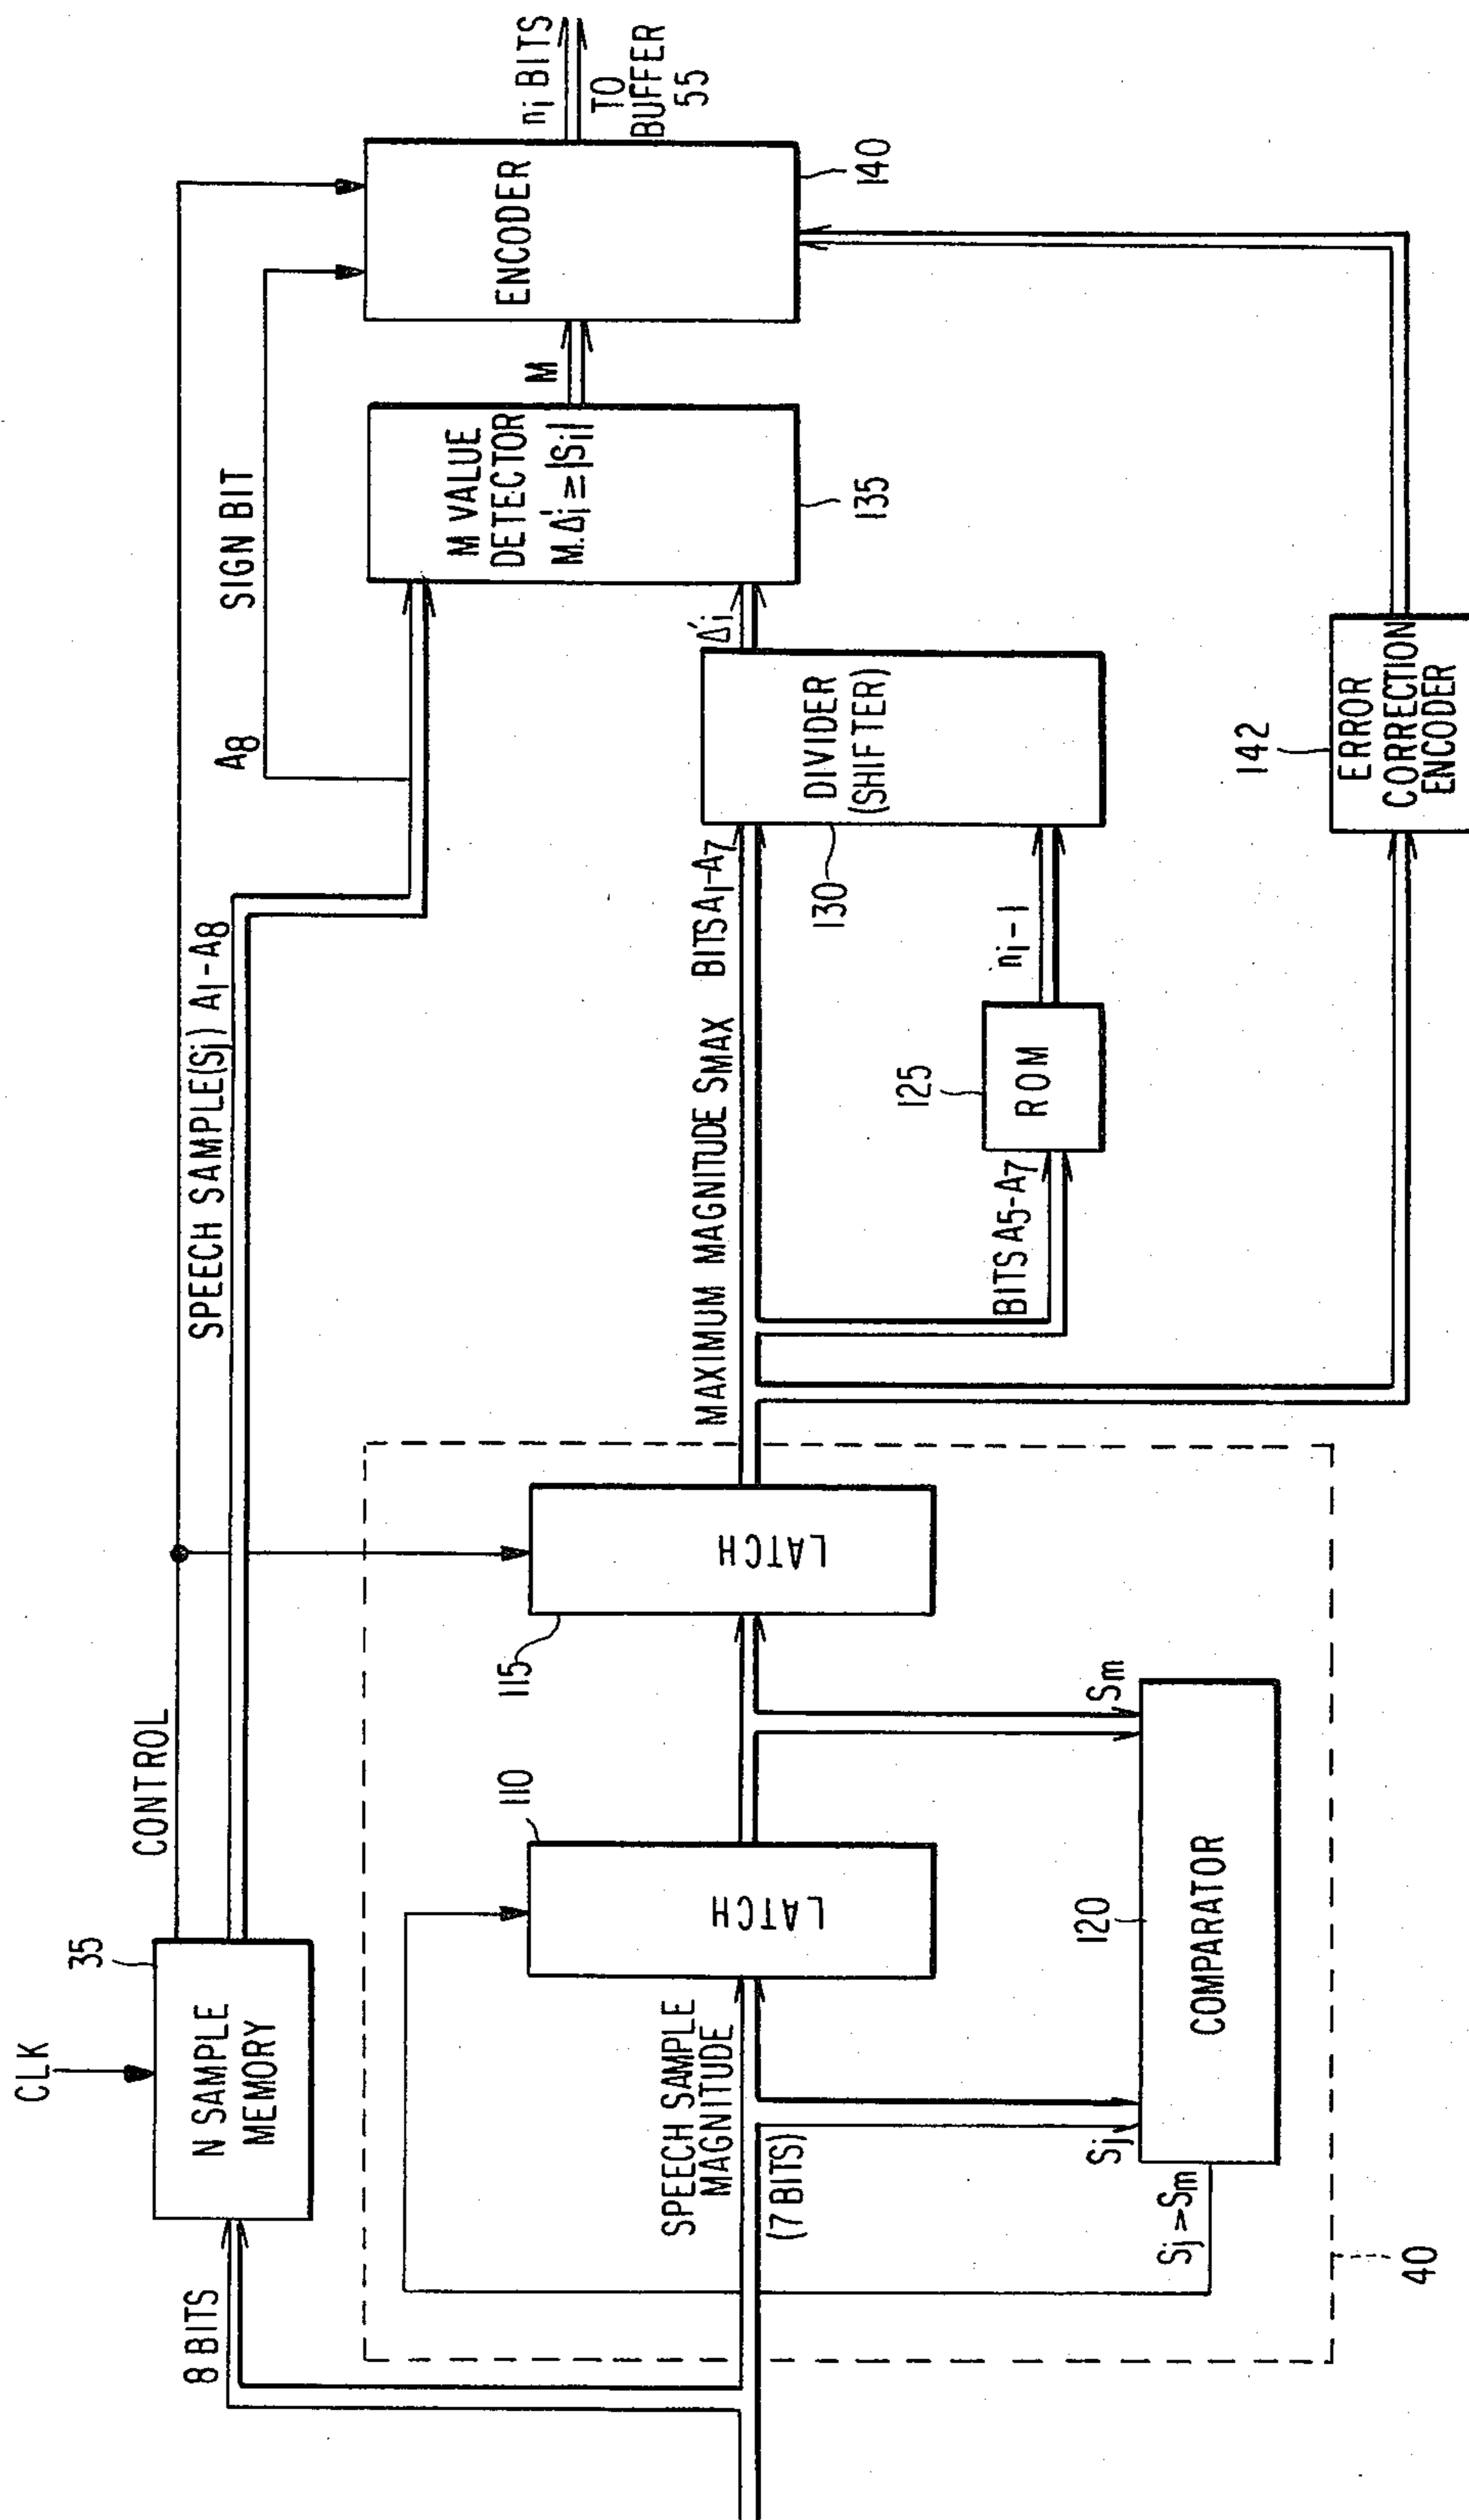 CLK
35
N SAMPLE
MEMORY
8 BITS
CONTROL
SPEECH SAMPLE(Sj) A1-A8
A8
SIGN BIT
SPEECH SAMPLE
MAGNITUDE
(7 BITS)
110
LATCH
115
LATCH
Sj
Sm
Sj>Sm
120
COMPARATOR
40
MAXIMUM MAGNITUDE SMAX BITS A1-A7
BITS A5-A7
125
ROM
ni-1
130
DIVIDER
(SHIFTER)
Δi
M VALUE
DETECTOR
M.Δi≥|Si|
135
M
ENCODER
140
ni BITS
TO
BUFFER
55
142
ERROR
CORRECTION
ENCODER